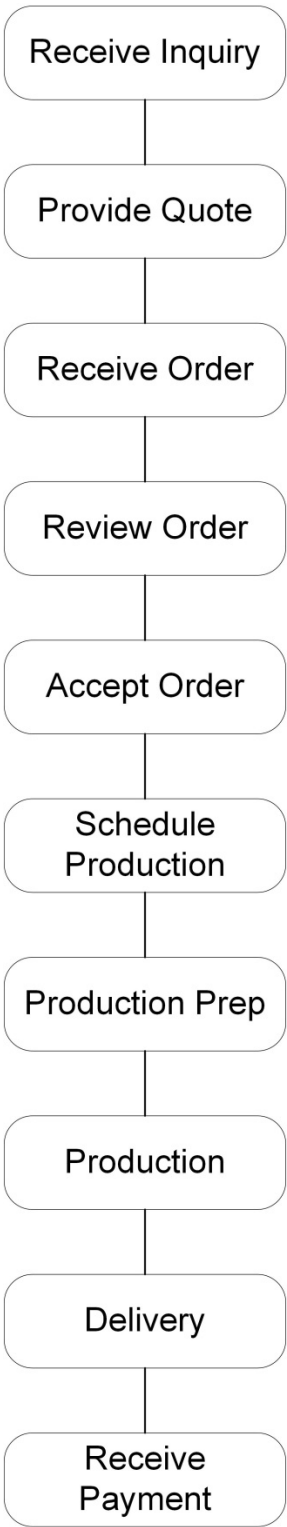 Receive Inquiry
Provide Quote
Receive Order
Review Order
Accept Order
Schedule
Production
Production Prep
Production
Delivery
Receive
Payment